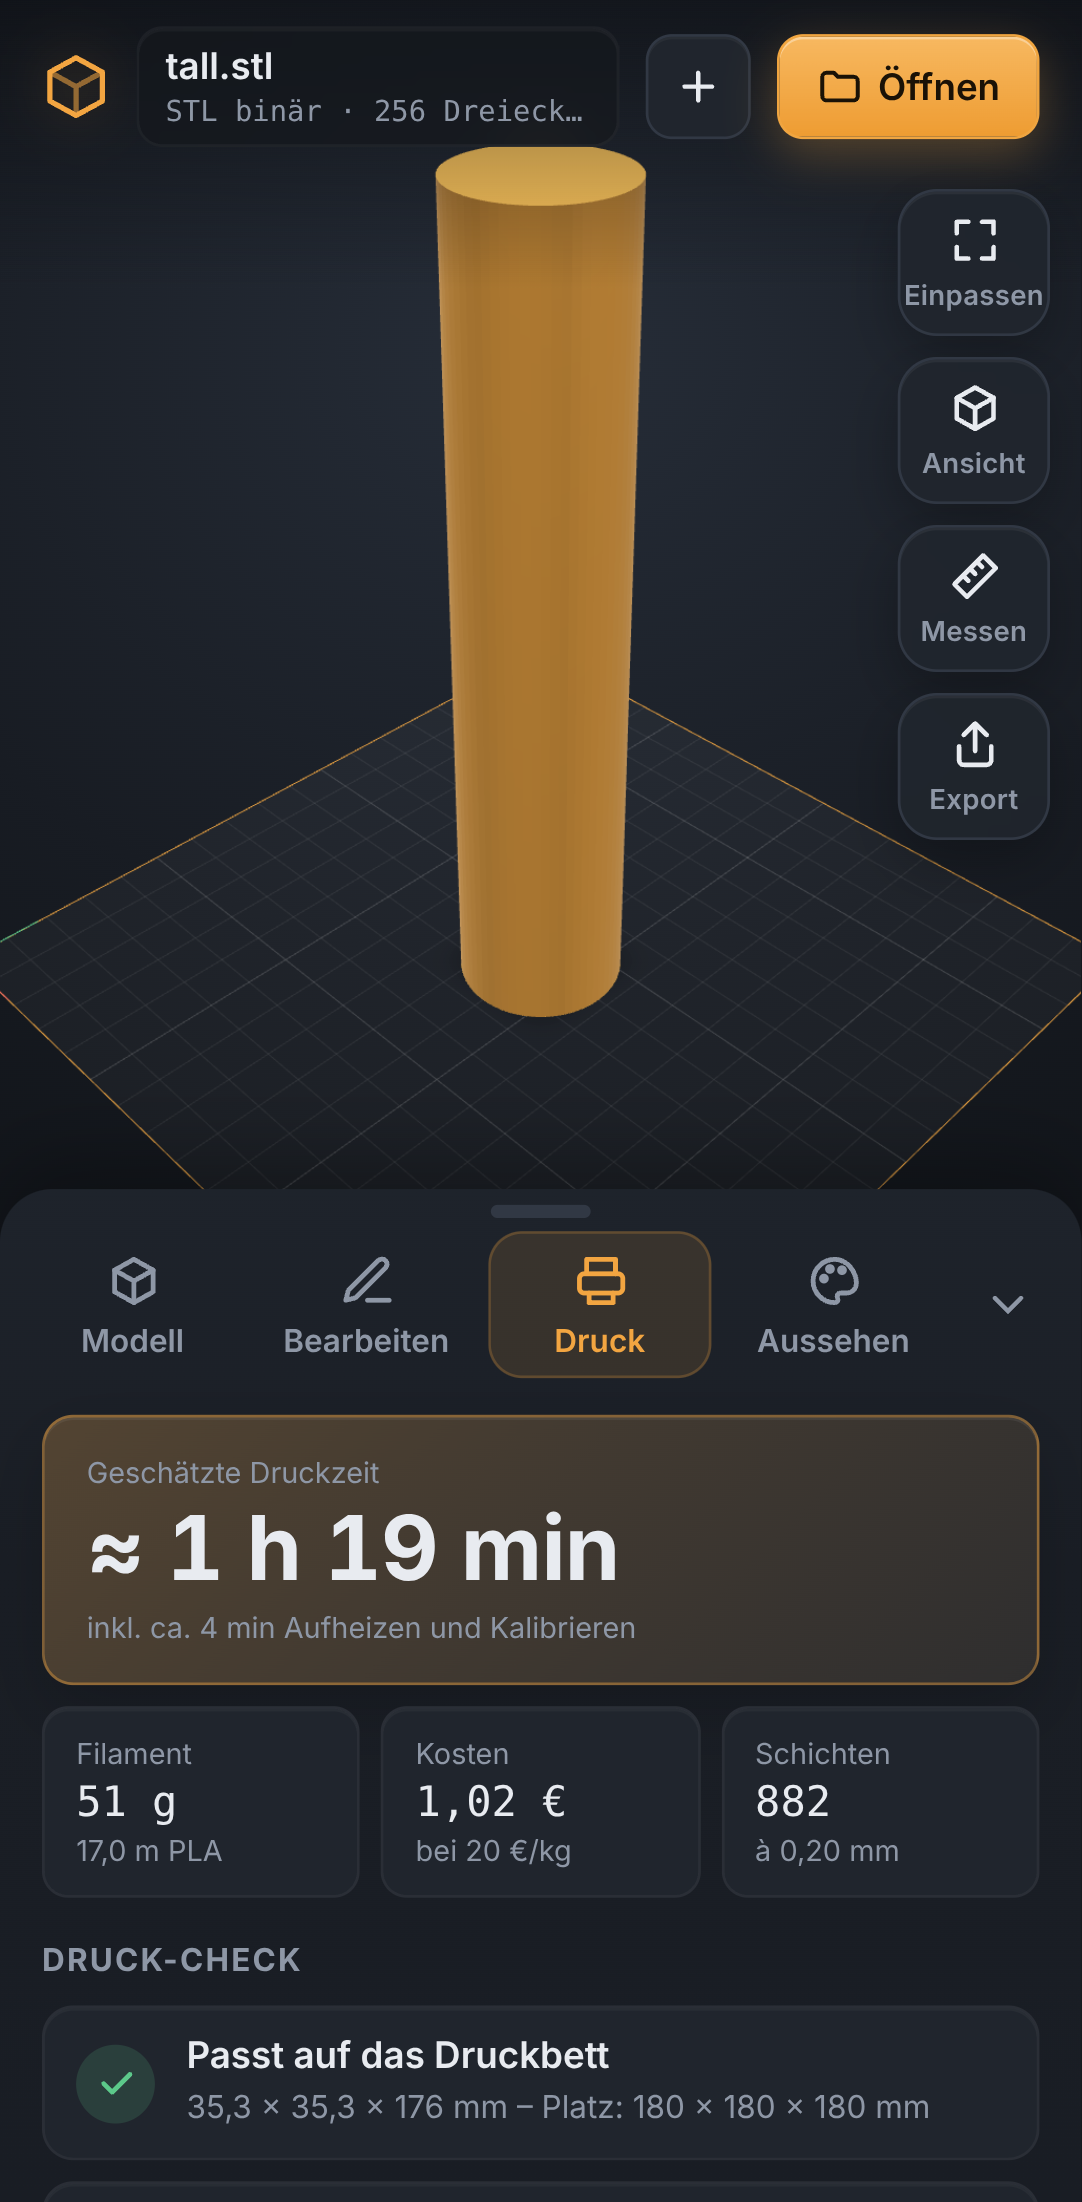 tall.stl
STL binär · 256 Dreieck…
Öffnen
Einpassen
Ansicht
Messen
Export
Modell
Bearbeiten
Druck
Aussehen
Geschätzte Druckzeit
≈ 1 h 19 min
inkl. ca. 4 min Aufheizen und Kalibrieren
Filament
51 g
17,0 m PLA
Kosten
1,02 €
bei 20 €/kg
Schichten
882
à 0,20 mm
DRUCK-CHECK
Passt auf das Druckbett
35,3 × 35,3 × 176 mm – Platz: 180 × 180 × 180 mm